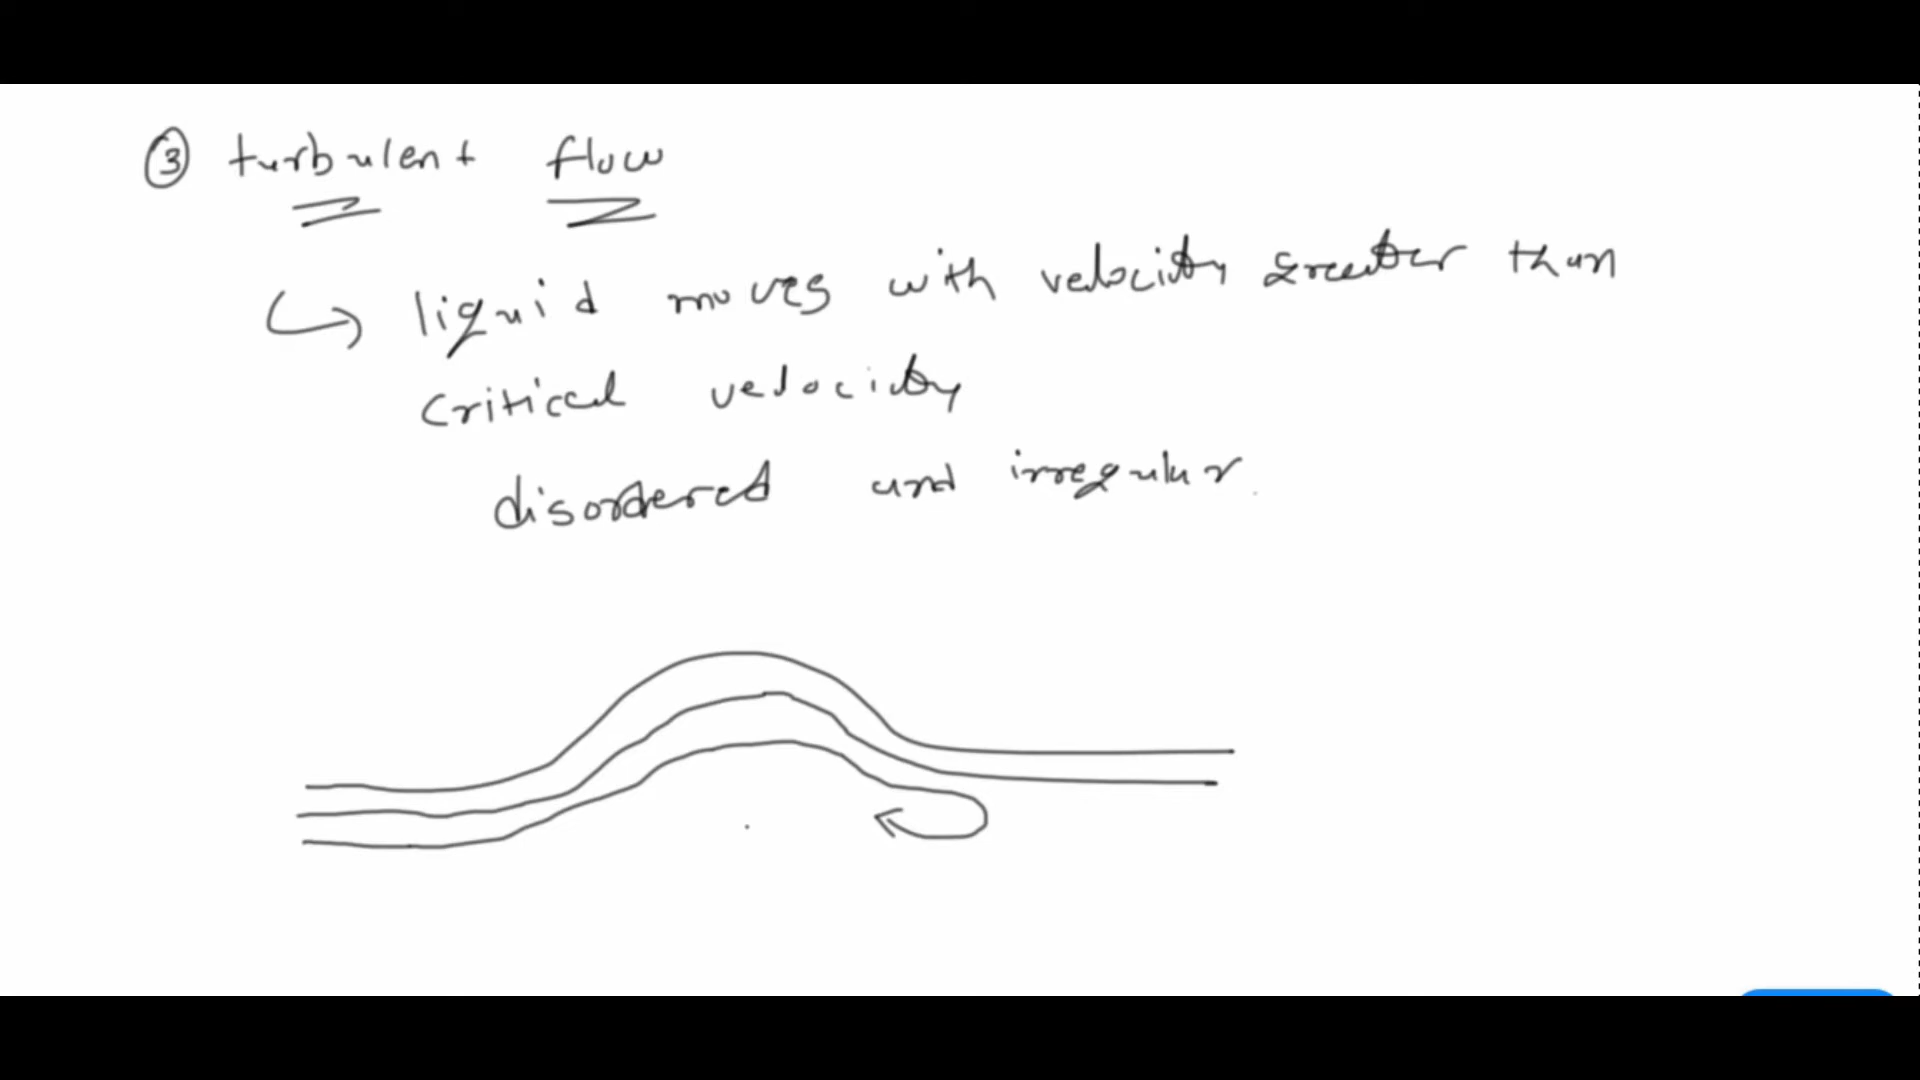 ③ turbulent flow
↳ liquid moves with velocity greater than
critical velocity
disordered and irregular.